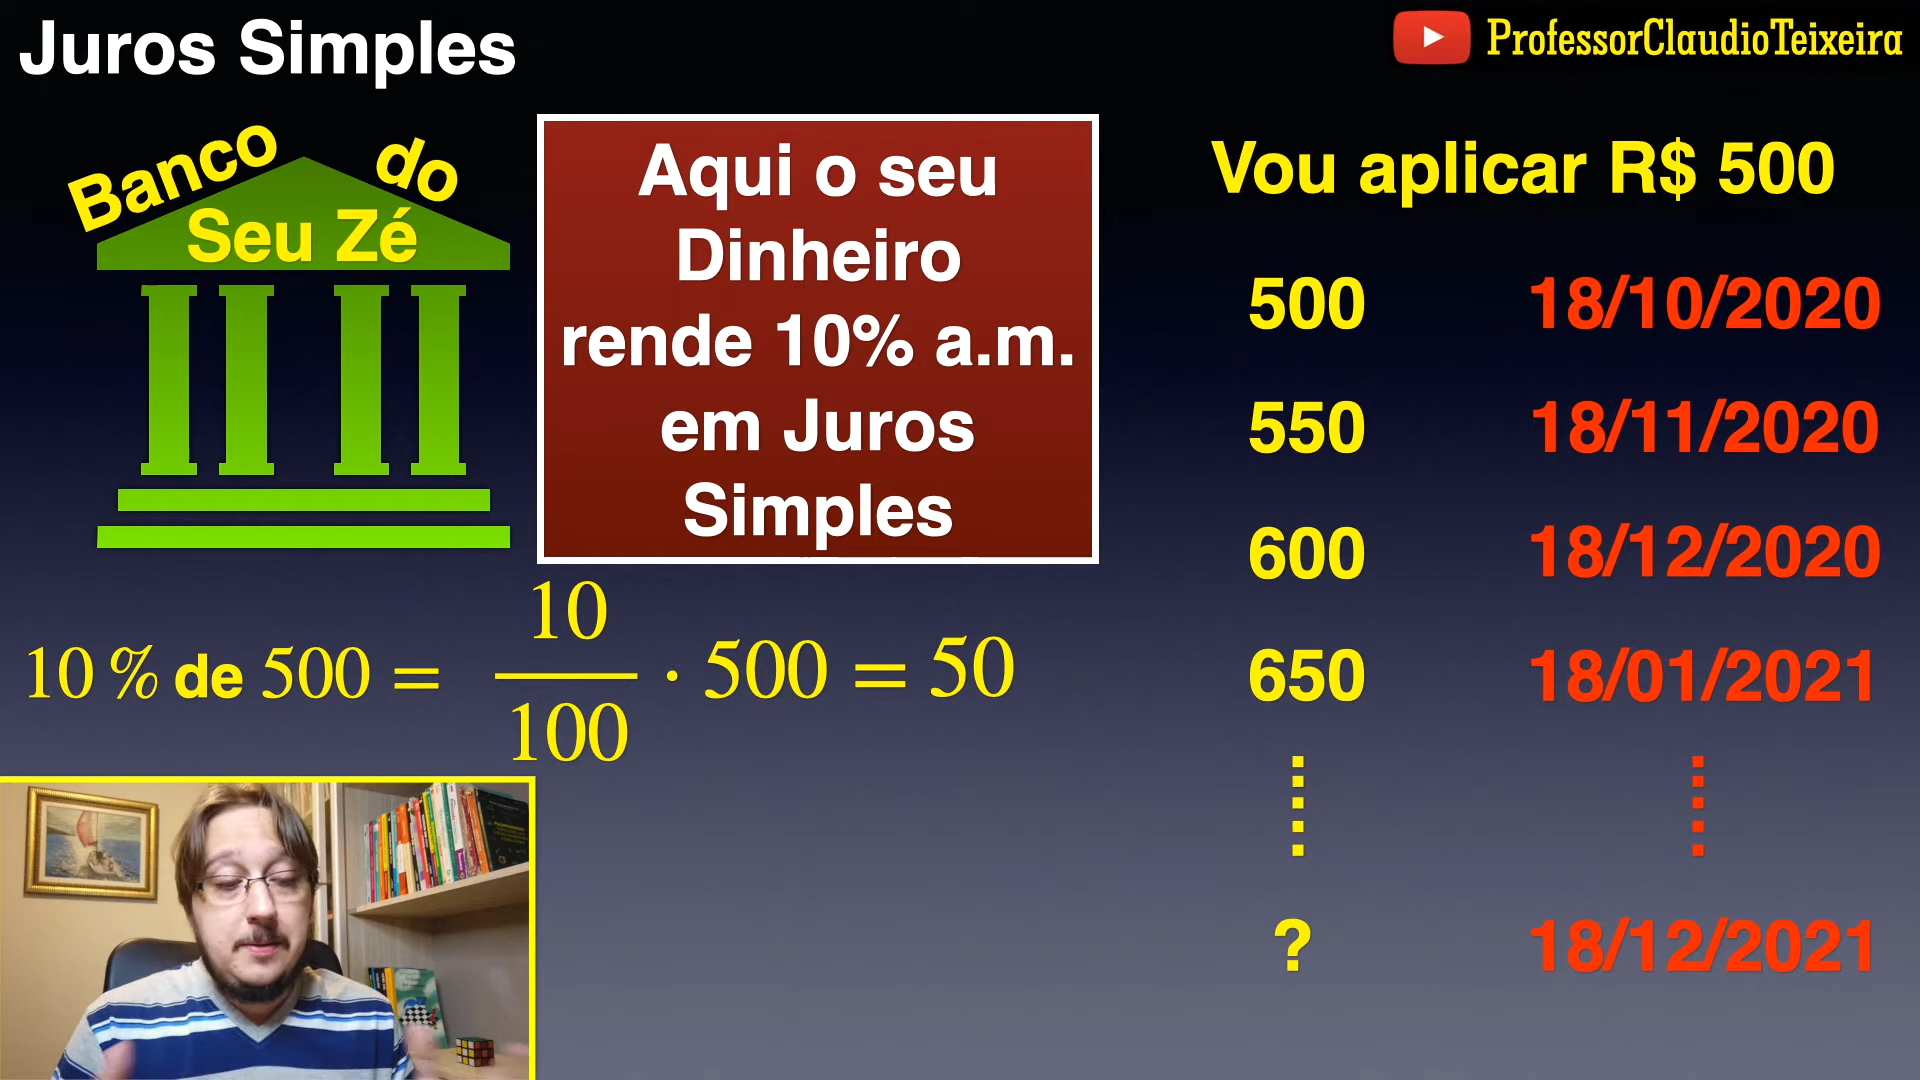 Juros Simples
ProfessorClaudioTeixeira
Banco do
Seu Zé
Aqui o seu
Dinheiro
rende 10% a.m.
em Juros
Simples
Vou aplicar R$ 500
500 18/10/2020
550 18/11/2020
600 18/12/2020
650 18/01/2021
? 18/12/2021
10 % de 500 = 10/100 · 500 = 50